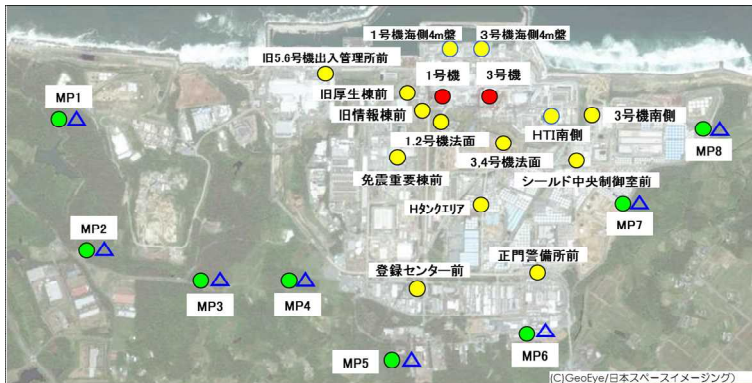 1号機海側4m盤
3号機海側4m盤
旧5.6号機出入管理所前
1号機
3号機
MP1
旧厚生棟前
旧情報棟前
3号機南側
HTI南側
MP8
1.2号機法面
3.4号機法面
免震重要棟前
シールド中央制御室前
Hタンクエリア
MP7
MP2
正門警備所前
登録センター前
MP3
MP4
MP6
MP5
(C)GeoEye/日本スペースイメージング)